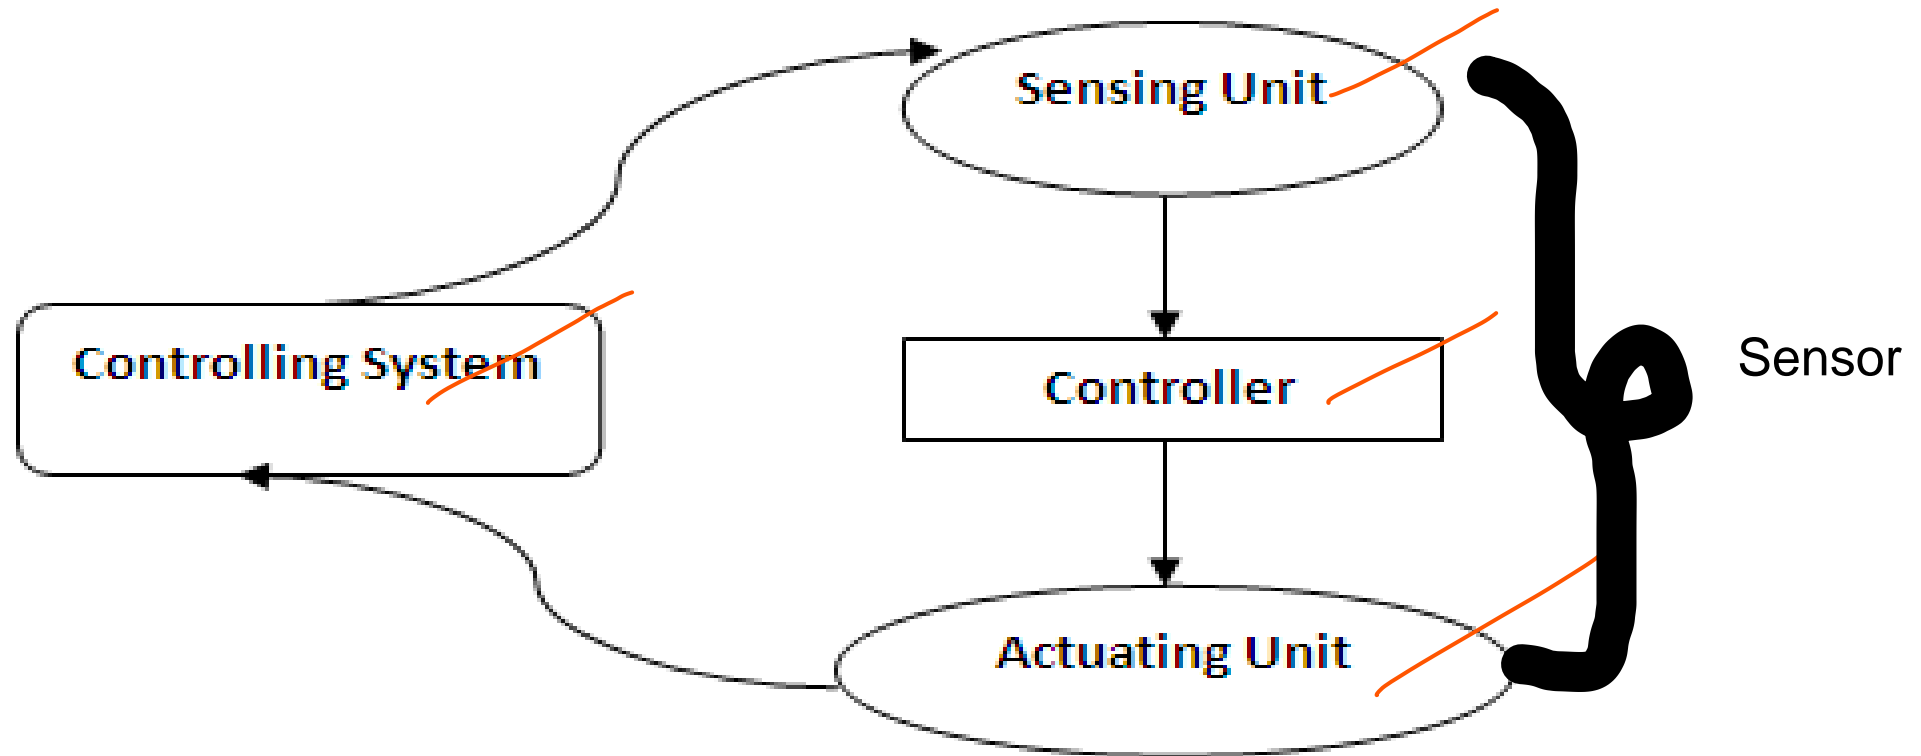 Sensing Unit
Controlling System
Controller
Sensor
Actuating Unit